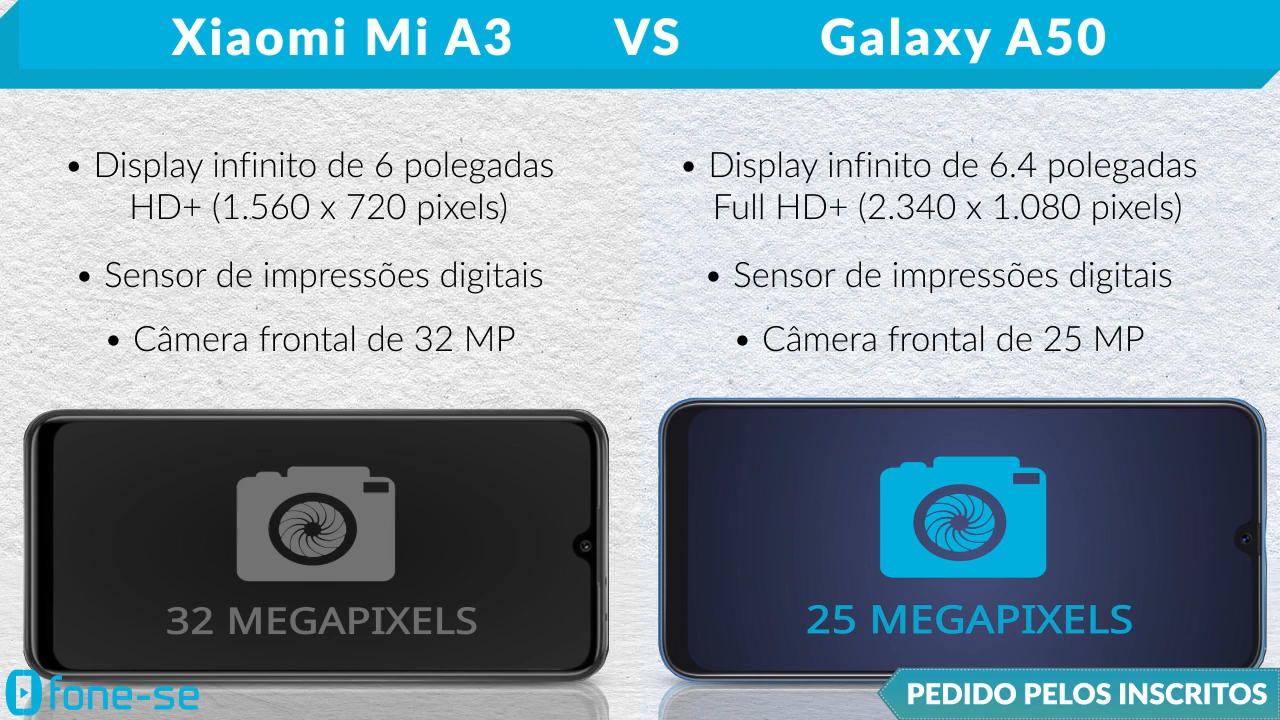 Xiaomi Mi A3 VS Galaxy A50
• Display infinito de 6 polegadas
HD+ (1.560 x 720 pixels)
• Sensor de impressões digitais
• Câmera frontal de 32 MP
• Display infinito de 6.4 polegadas
Full HD+ (2.340 x 1.080 pixels)
• Sensor de impressões digitais
• Câmera frontal de 25 MP
32 MEGAPIXELS
25 MEGAPIXELS
fone-se
PEDIDO PELOS INSCRITOS